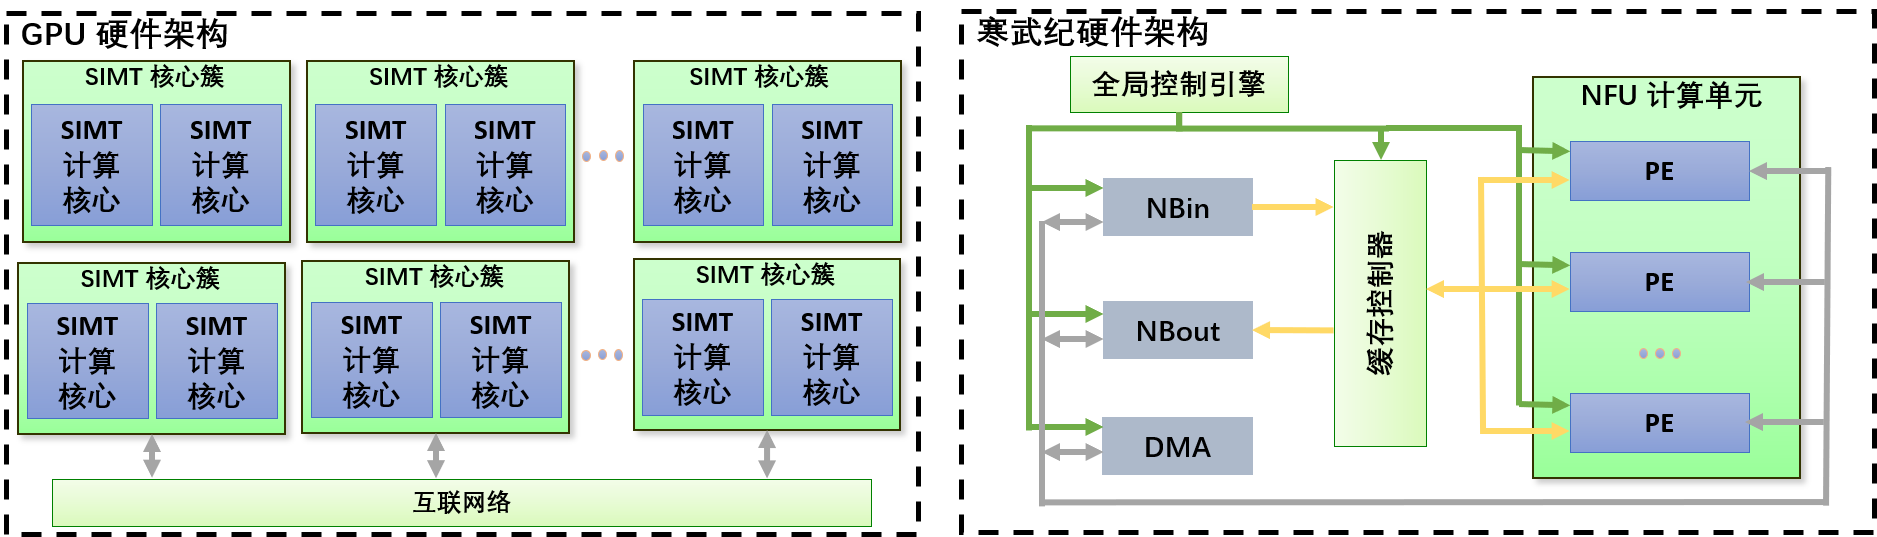 GPU 硬件架构
SIMT 核心簇
SIMT
计算
核心
SIMT
计算
核心
SIMT 核心簇
SIMT
计算
核心
SIMT
计算
核心
SIMT 核心簇
SIMT
计算
核心
SIMT
计算
核心
SIMT 核心簇
SIMT
计算
核心
SIMT
计算
核心
SIMT 核心簇
SIMT
计算
核心
SIMT
计算
核心
SIMT 核心簇
SIMT
计算
核心
SIMT
计算
核心
互联网络
寒武纪硬件架构
全局控制引擎
NBin
NBout
DMA
缓存控制器
NFU 计算单元
PE
PE
PE